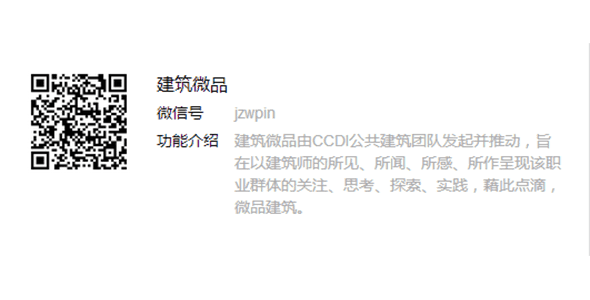 建筑微品
微信号 jzwpin
功能介绍 建筑微品由CCDI公共建筑团队发起并推动，旨
在以建筑师的所见、所闻、所感、所作呈现该职
业群体的关注、思考、探索、实践，藉此点滴，
微品建筑。